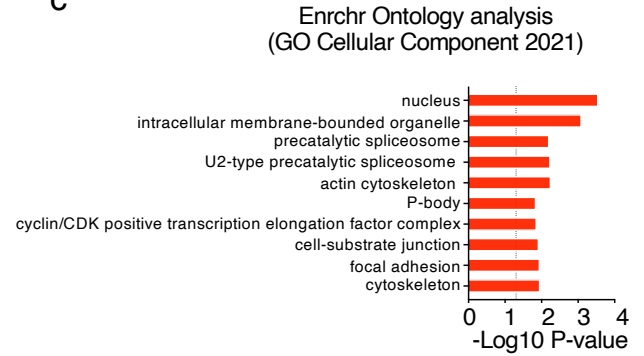 c
Enrchr Ontology analysis
(GO Cellular Component 2021)
nucleus
intracellular membrane-bounded organelle
precatalytic spliceosome
U2-type precatalytic spliceosome
actin cytoskeleton
P-body
cyclin/CDK positive transcription elongation factor complex
cell-substrate junction
focal adhesion
cytoskeleton
0 1 2 3 4
-Log10 P-value